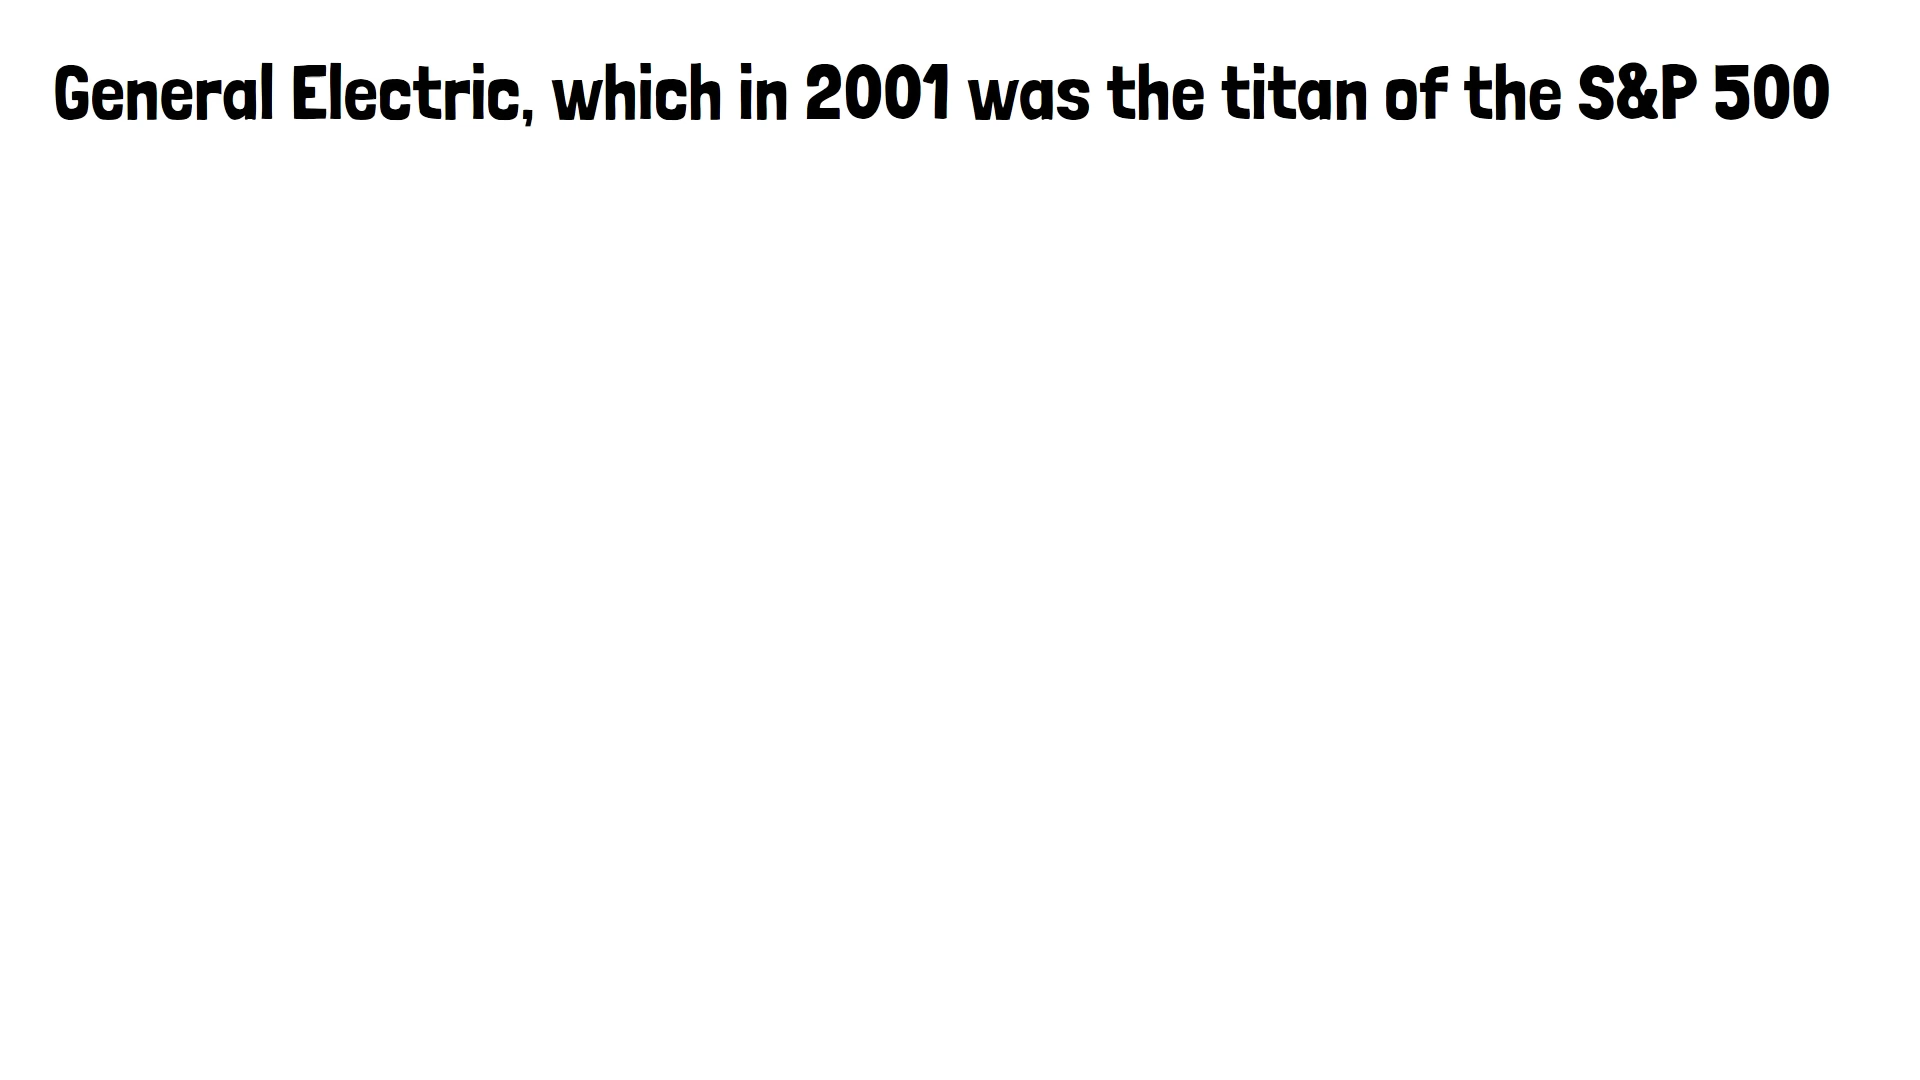 General Electric, which in 2001 was the titan of the S&P 500